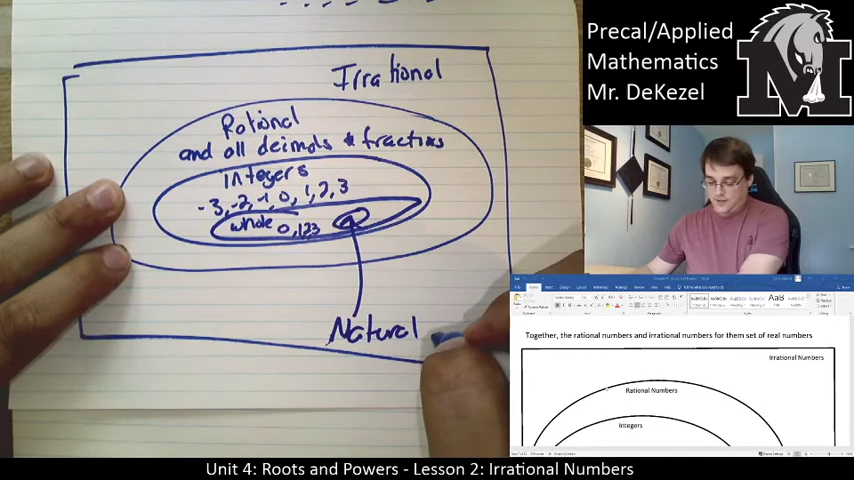 Irrational
Rational
and all deimals & fractions
integers
-3, -2, -1, 0, 1, 2, 3
whole 0,1,2,3
Natural
Precal/Applied
Mathematics
Mr. DeKezel
M
Together, the rational numbers and irrational numbers for them set of real numbers
Irrational Numbers
Rational Numbers
Integers
Unit 4: Roots and Powers - Lesson 2: Irrational Numbers